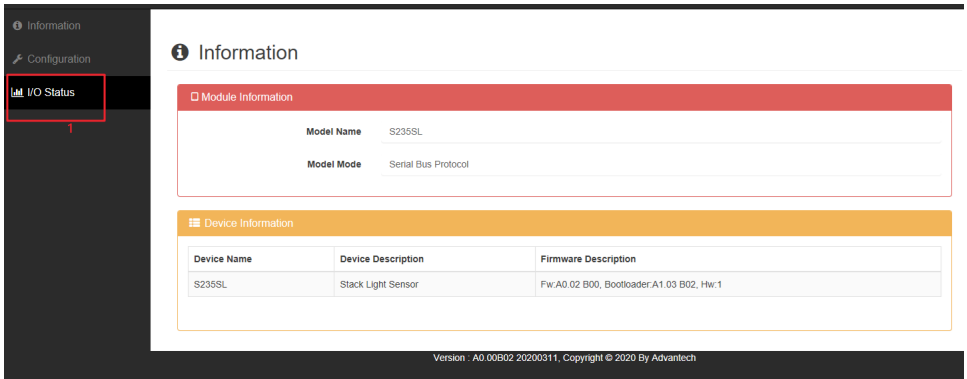 Information
Configuration
I/O Status
1
Information
Module Information
Model Name S235SL
Model Mode Serial Bus Protocol
Device Information
Device Name Device Description Firmware Description
S235SL Stack Light Sensor Fw:A0.02 B00, Bootloader:A1.03 B02, Hw:1
Version : A0.00B02 20200311, Copyright © 2020 By Advantech